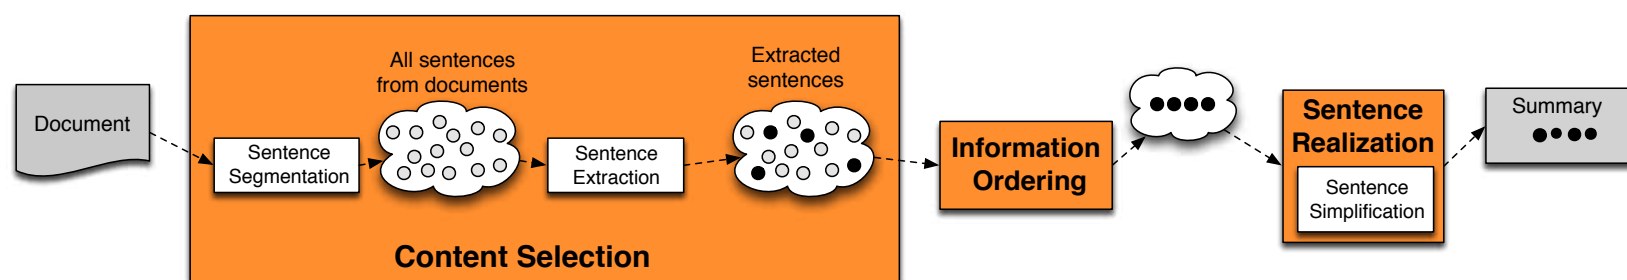 Document
Sentence
Segmentation
All sentences
from documents
Sentence
Extraction
Extracted
sentences
Content Selection
Information
Ordering
Sentence
Realization
Sentence
Simplification
Summary